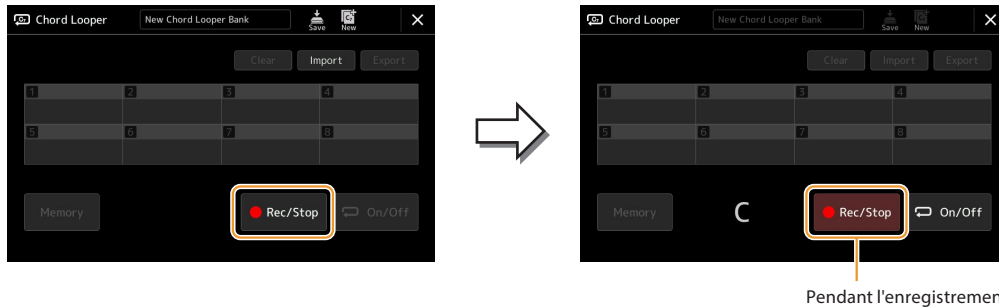 Chord Looper New Chord Looper Bank Save New
Clear Import Export
1 2 3 4
5 6 7 8
Memory Rec/Stop On/Off
Chord Looper New Chord Looper Bank Save New
Clear Import Export
1 2 3 4
5 6 7 8
Memory C Rec/Stop On/Off
Pendant l'enregistremen